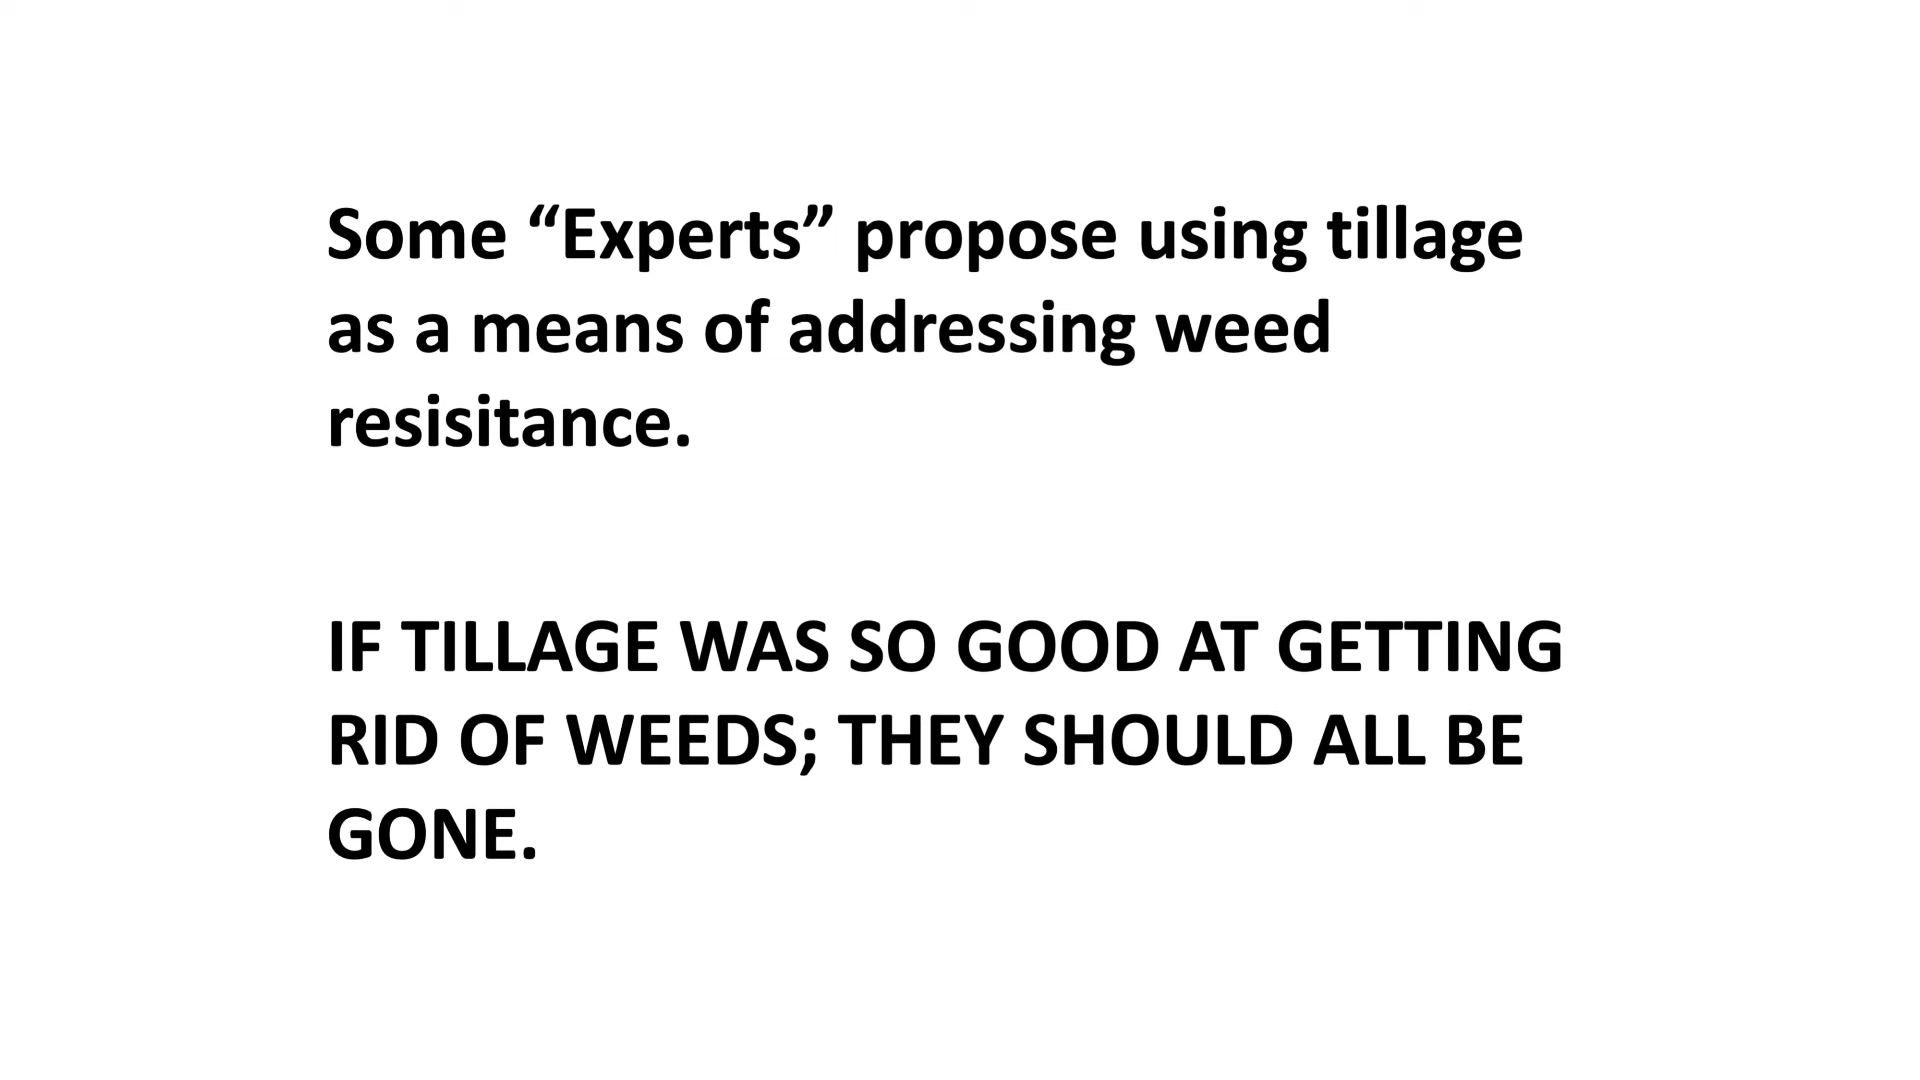 Some “Experts” propose using tillage
as a means of addressing weed
resisitance.
IF TILLAGE WAS SO GOOD AT GETTING
RID OF WEEDS; THEY SHOULD ALL BE
GONE.